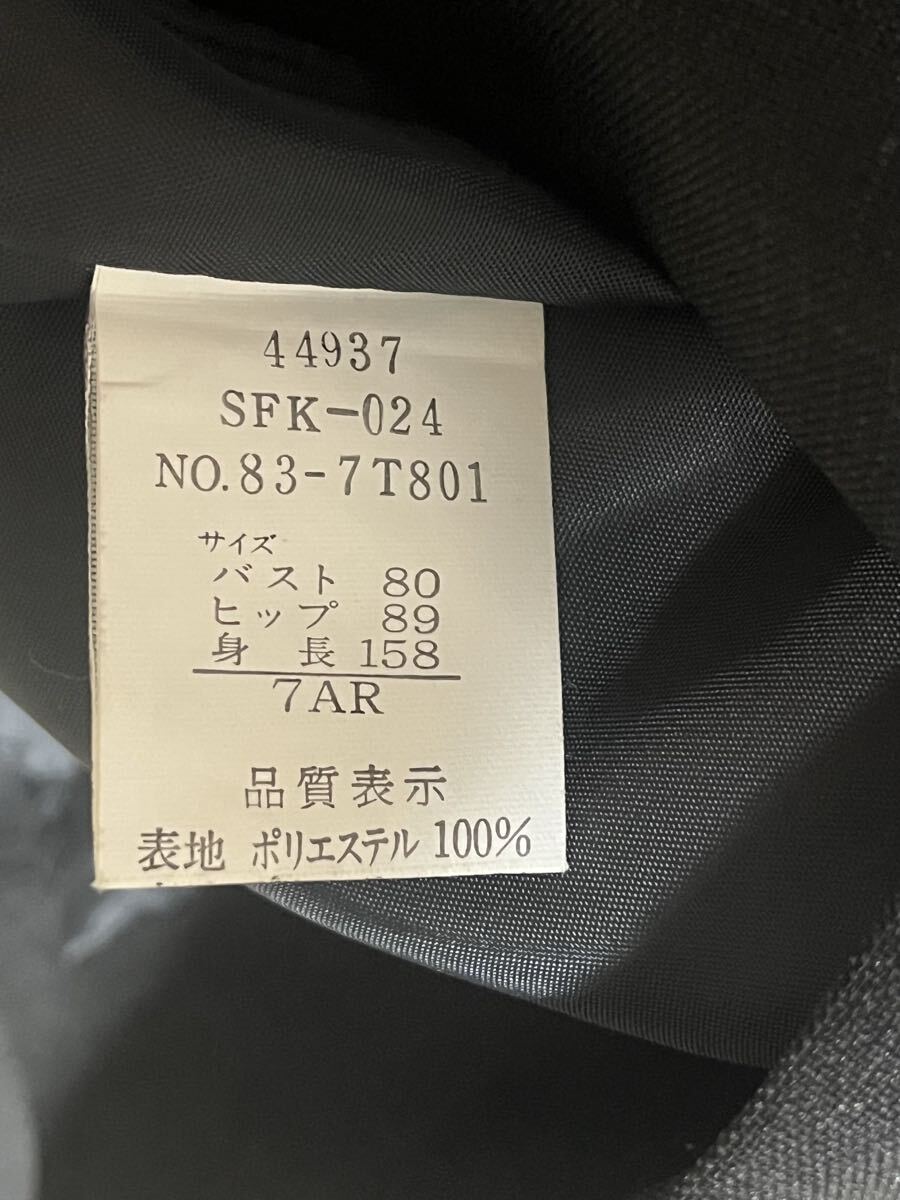 44937
SFK-024
NO.83-7T801
サイズ
バスト 80
ヒップ 89
身 長 158
7AR
品質表示
表地 ポリエステル 100%